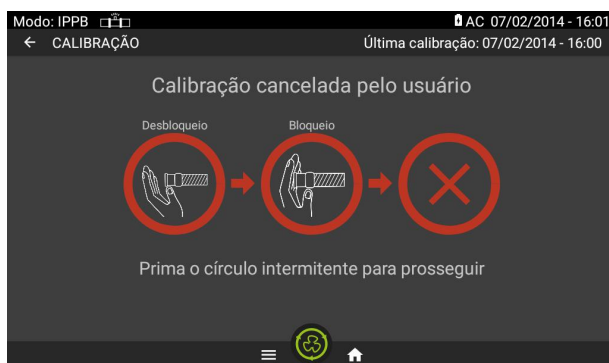 Modo: IPPB
AC 07/02/2014 - 16:01
CALIBRAÇÃO
Última calibração: 07/02/2014 - 16:00
Calibração cancelada pelo usuário
Desbloqueio
Bloqueio
Prima o círculo intermitente para prosseguir